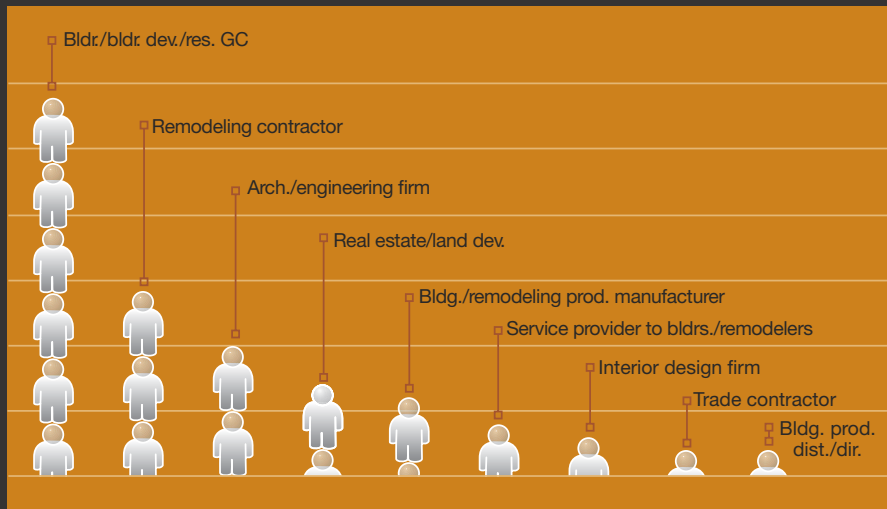 Bldr./bldr. dev./res. GC
Remodeling contractor
Arch./engineering firm
Real estate/land dev.
Bldg./remodeling prod. manufacturer
Service provider to bldrs./remodelers
Interior design firm
Trade contractor
Bldg. prod.
dist./dir.